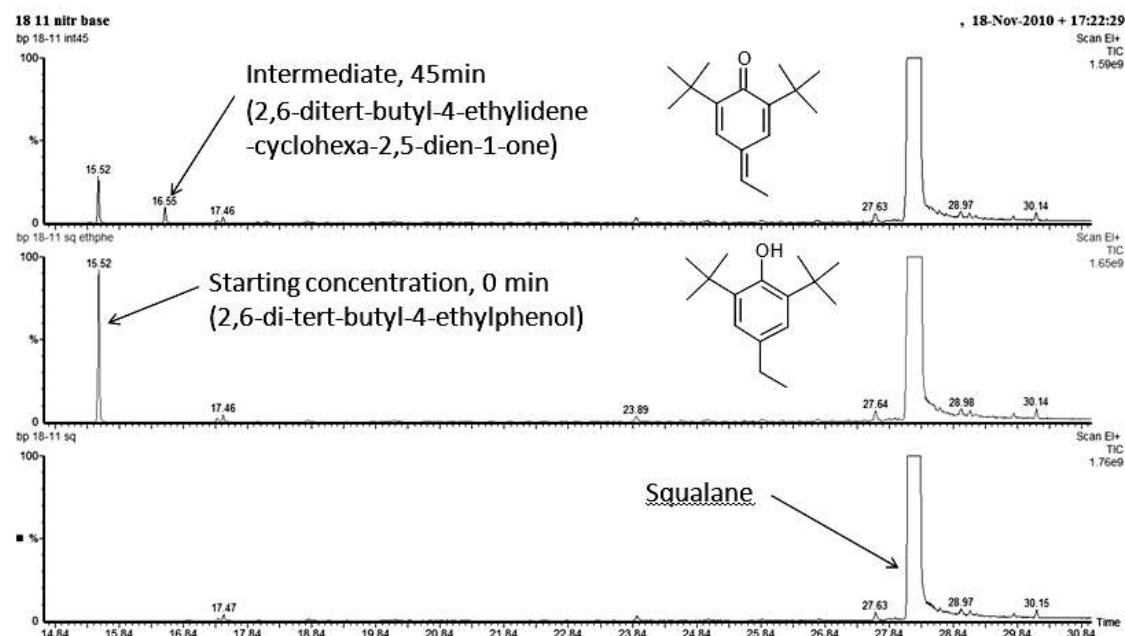 18 11 nitr base
, 18-Nov-2010 + 17:22:29
bp 18-11 int45
Scan EI+
TIC
1.59e9
100
%
0
Intermediate, 45min
(2,6-ditert-butyl-4-ethylidene
-cyclohexa-2,5-dien-1-one)
O
15.52
16.55
17.46
27.63
28.97
30.14
bp 18-11 sq ethphe
Scan EI+
TIC
1.65e9
100
%
0
15.52
Starting concentration, 0 min
(2,6-di-tert-butyl-4-ethylphenol)
OH
17.46
23.89
27.64
28.98
30.14
bp 18-11 sq
Scan EI+
TIC
1.76e9
100
%
0
Squalane
17.47
27.63
28.97
30.15
14.84 15.84 16.84 17.84 18.84 19.84 20.84 21.84 22.84 23.84 24.84 25.84 26.84 27.84 28.84 29.84 30.84 Time